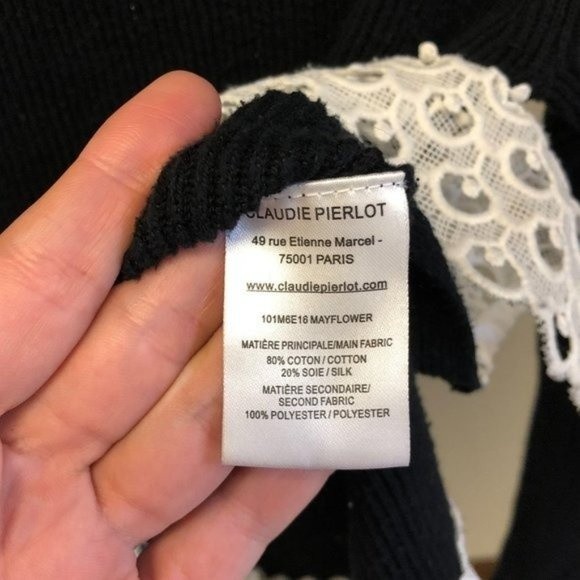 CLAUDIE PIERLOT
49 rue Etienne Marcel -
75001 PARIS
www.claudiepierlot.com
101M6E16 MAYFLOWER
MATIÈRE PRINCIPALE/MAIN FABRIC
80% COTON / COTTON
20% SOIE / SILK
MATIÈRE SECONDAIRE/
SECOND FABRIC
100% POLYESTER / POLYESTER